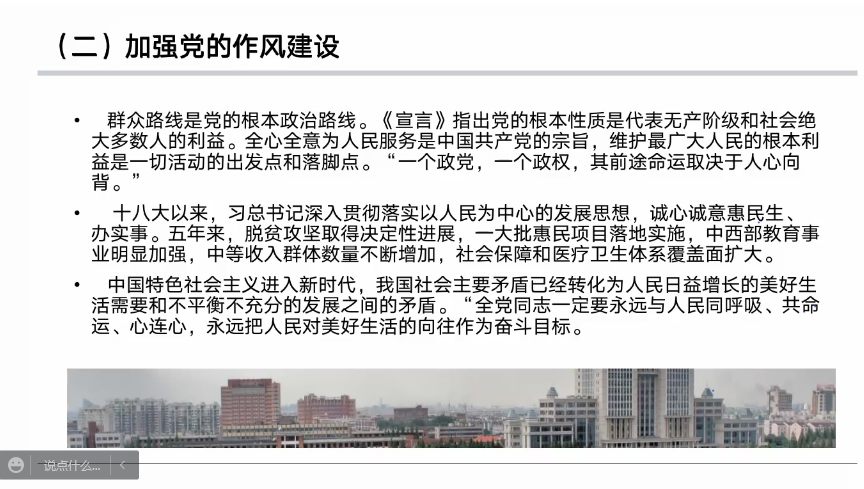 （二）加强党的作风建设
• 群众路线是党的根本政治路线。《宣言》指出党的根本性质是代表无产阶级和社会绝
大多数人的利益。全心全意为人民服务是中国共产党的宗旨，维护最广大人民的根本利
益是一切活动的出发点和落脚点。“一个政党，一个政权，其前途命运取决于人心向
背。”
• 十八大以来，习总书记深入贯彻落实以人民为中心的发展思想，诚心诚意惠民生、
办实事。五年来，脱贫攻坚取得决定性进展，一大批惠民项目落地实施，中西部教育事
业明显加强，中等收入群体数量不断增加，社会保障和医疗卫生体系覆盖面扩大。
• 中国特色社会主义进入新时代，我国社会主要矛盾已经转化为人民日益增长的美好生
活需要和不平衡不充分的发展之间的矛盾。“全党同志一定要永远与人民同呼吸、共命
运、心连心，永远把人民对美好生活的向往作为奋斗目标。
说点什么...